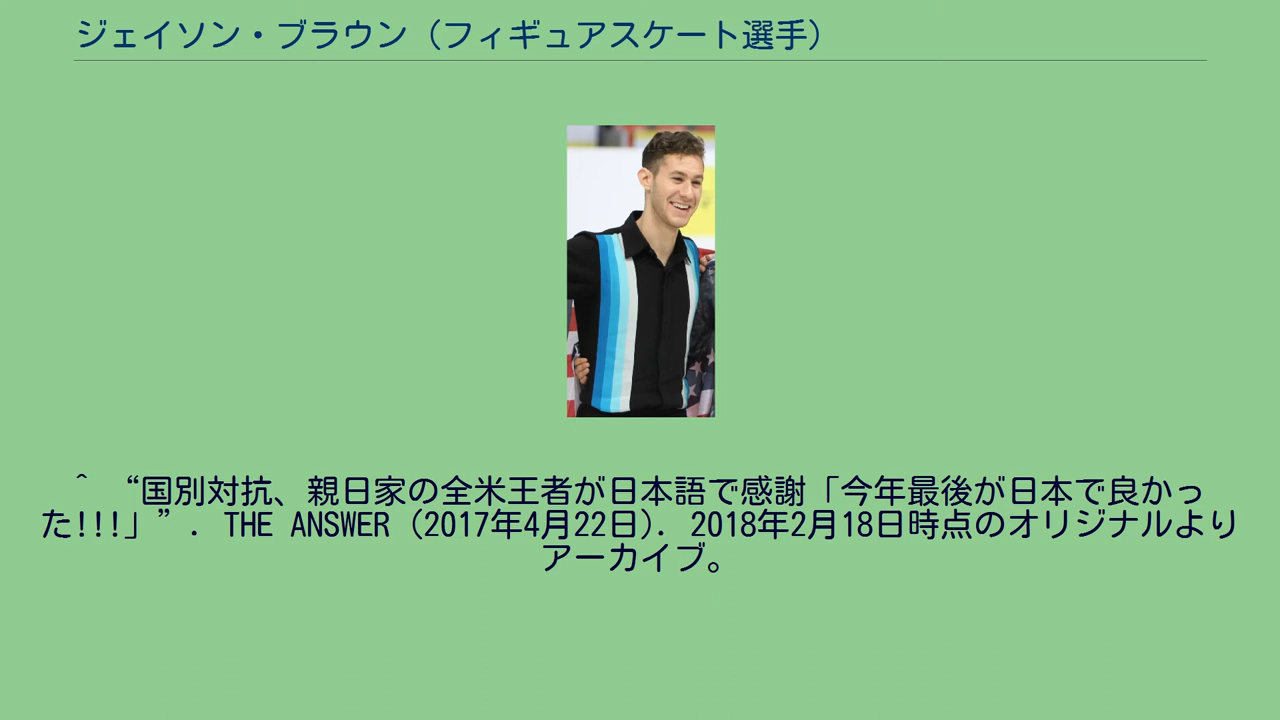 ジェイソン・ブラウン（フィギュアスケート選手）
^ “国別対抗、親日家の全米王者が日本語で感謝「今年最後が日本で良かっ
た!!!」”. THE ANSWER (2017年4月22日). 2018年2月18日時点のオリジナルより
アーカイブ。